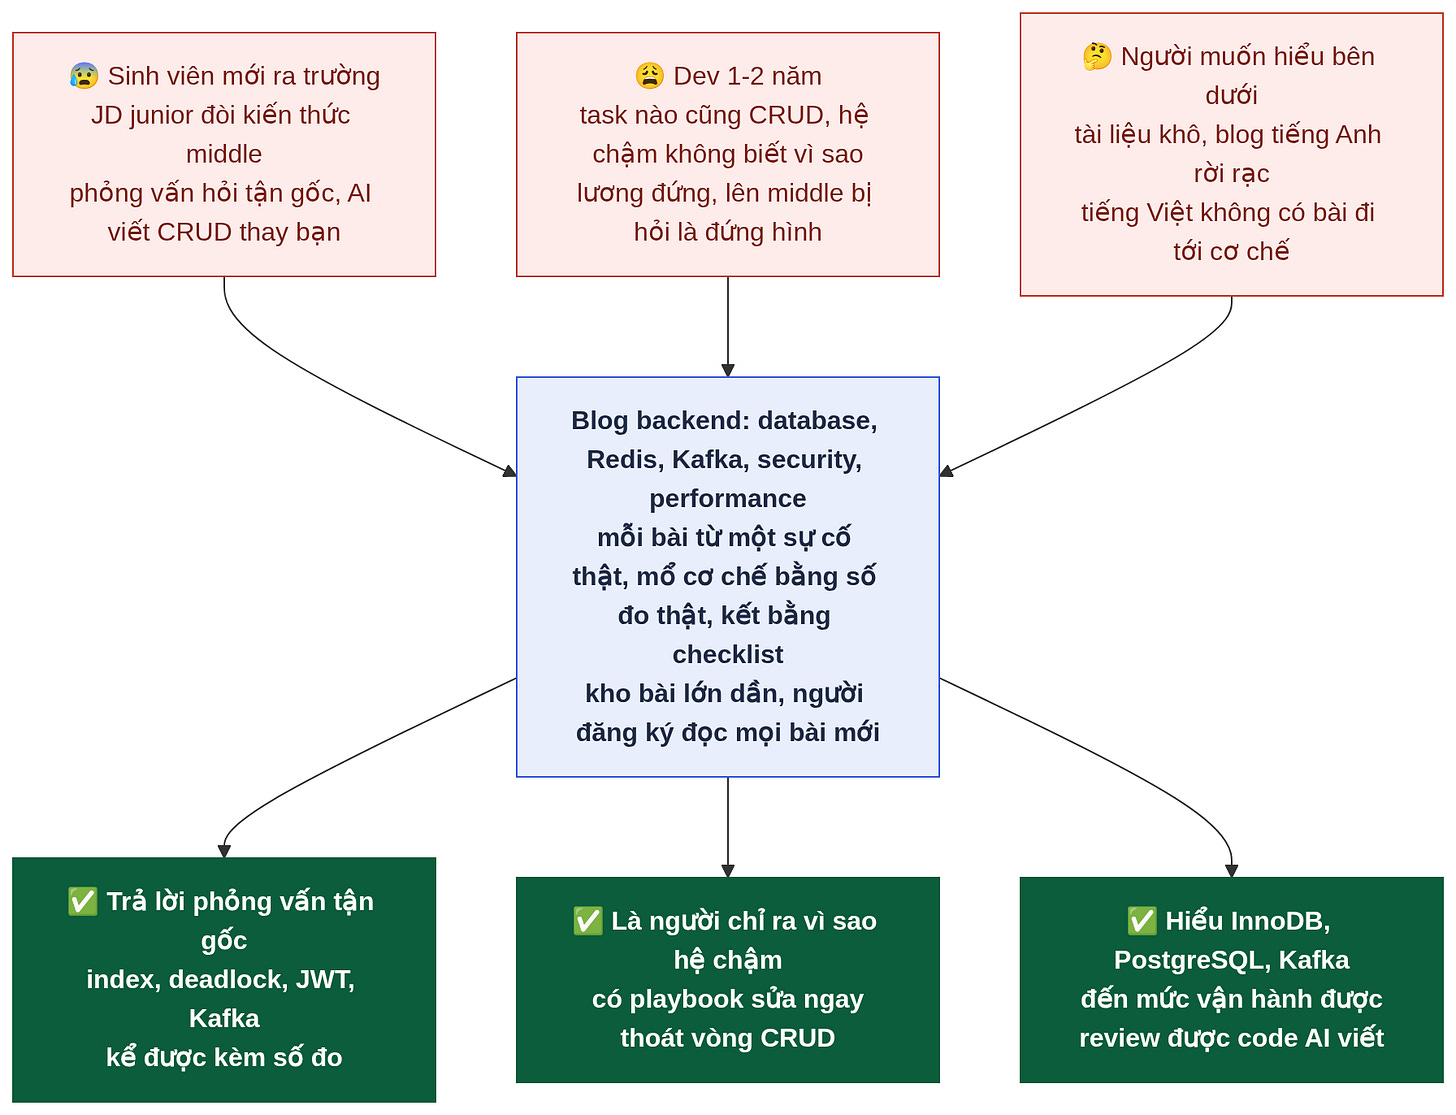 😰 Sinh viên mới ra trường
JD junior đòi kiến thức
middle
phỏng vấn hỏi tận gốc, AI
viết CRUD thay bạn
😩 Dev 1-2 năm
task nào cũng CRUD, hệ
chậm không biết vì sao
lương đứng, lên middle bị
hỏi là đứng hình
🤔 Người muốn hiểu bên
dưới
tài liệu khô, blog tiếng Anh
rời rạc
tiếng Việt không có bài đi
tới cơ chế
Blog backend: database,
Redis, Kafka, security,
performance
mỗi bài từ một sự cố
thật, mổ cơ chế bằng số
đo thật, kết bằng
checklist
kho bài lớn dần, người
đăng ký đọc mọi bài mới
✅ Trả lời phỏng vấn tận
gốc
index, deadlock, JWT,
Kafka
kể được kèm số đo
✅ Là người chỉ ra vì sao
hệ chậm
có playbook sửa ngay
thoát vòng CRUD
✅ Hiểu InnoDB,
PostgreSQL, Kafka
đến mức vận hành được
review được code AI viết